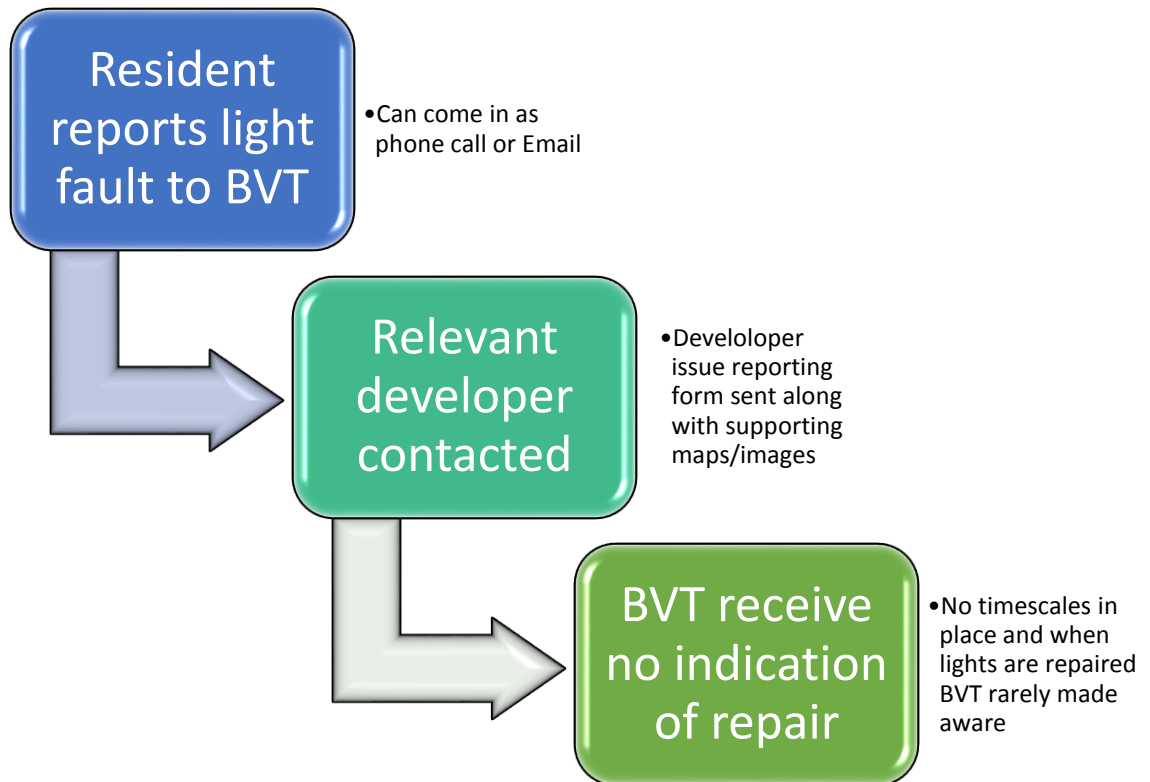 Resident
reports light
fault to BVT
•Can come in as
phone call or Email
Relevant
developer
contacted
•Develoloper
issue reporting
form sent along
with supporting
maps/images
BVT receive
no indication
of repair
•No timescales in
place and when
lights are repaired
BVT rarely made
aware